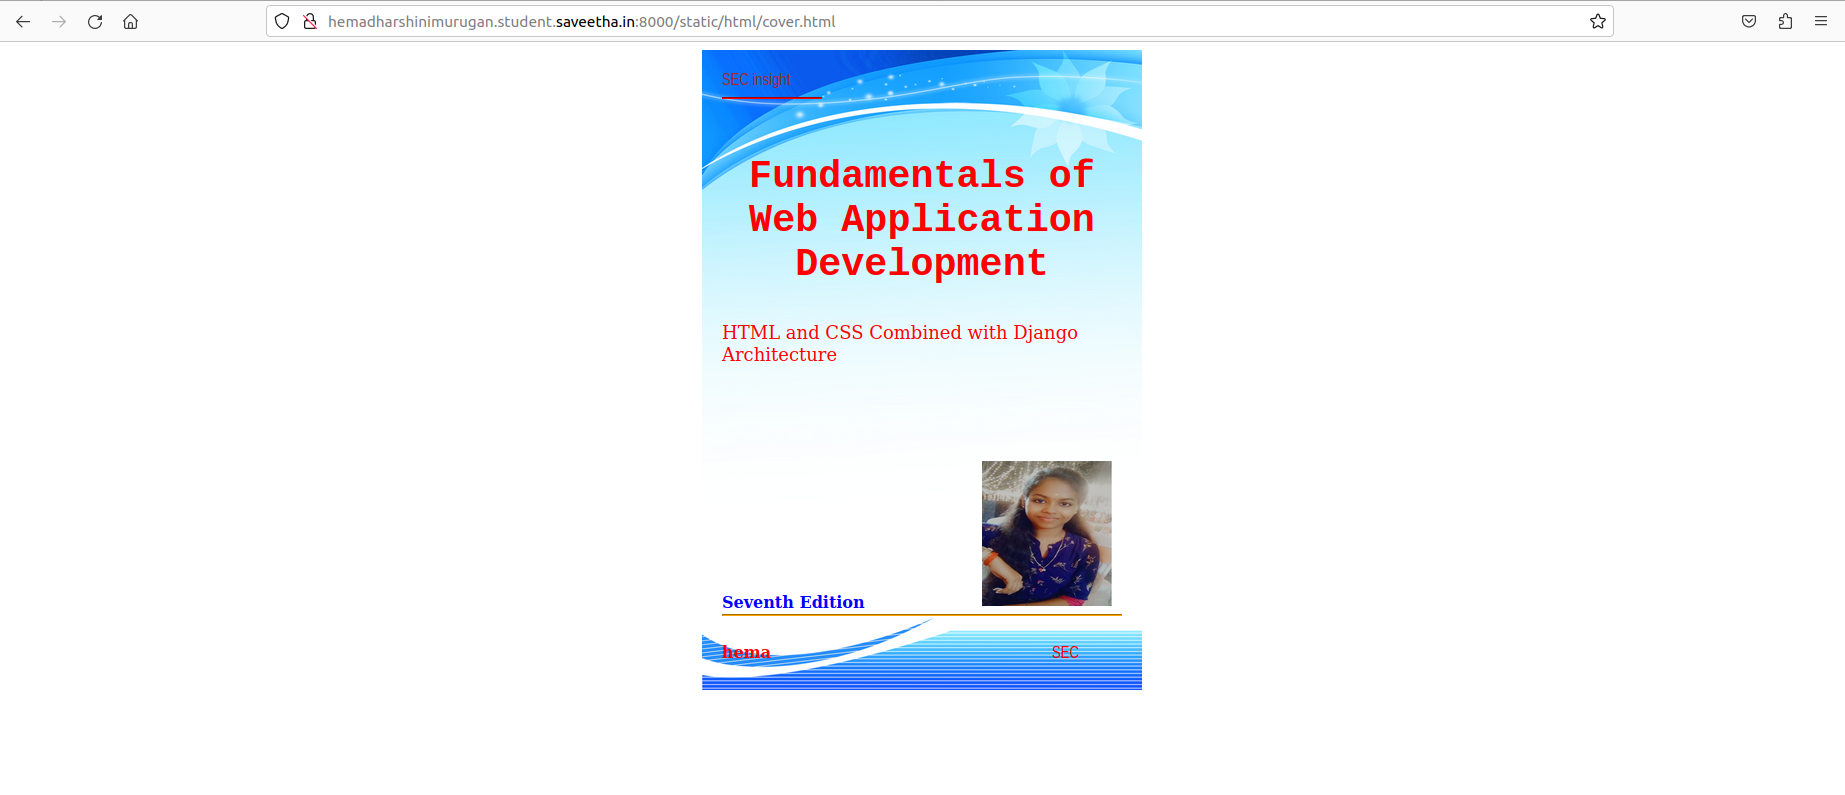 hemadharshinimurugan.student.saveetha.in:8000/static/html/cover.html
SEC insight
Fundamentals of
Web Application
Development
HTML and CSS Combined with Django
Architecture
Seventh Edition
hema
SEC